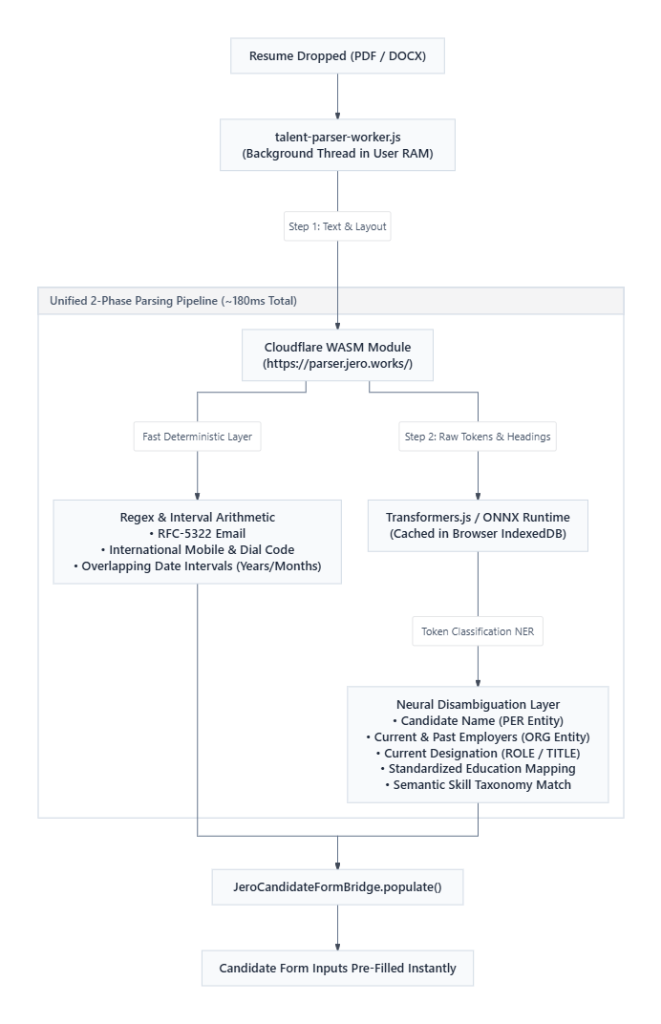 Resume Dropped (PDF / DOCX)
talent-parser-worker.js
(Background Thread in User RAM)
Step 1: Text & Layout
Unified 2-Phase Parsing Pipeline (~180ms Total)
Cloudflare WASM Module
(https://parser.jero.works/)
Fast Deterministic Layer
Step 2: Raw Tokens & Headings
Regex & Interval Arithmetic
• RFC-5322 Email
• International Mobile & Dial Code
• Overlapping Date Intervals (Years/Months)
Transformers.js / ONNX Runtime
(Cached in Browser IndexedDB)
Token Classification NER
Neural Disambiguation Layer
• Candidate Name (PER Entity)
• Current & Past Employers (ORG Entity)
• Current Designation (ROLE / TITLE)
• Standardized Education Mapping
• Semantic Skill Taxonomy Match
JeroCandidateFormBridge.populate()
Candidate Form Inputs Pre-Filled Instantly